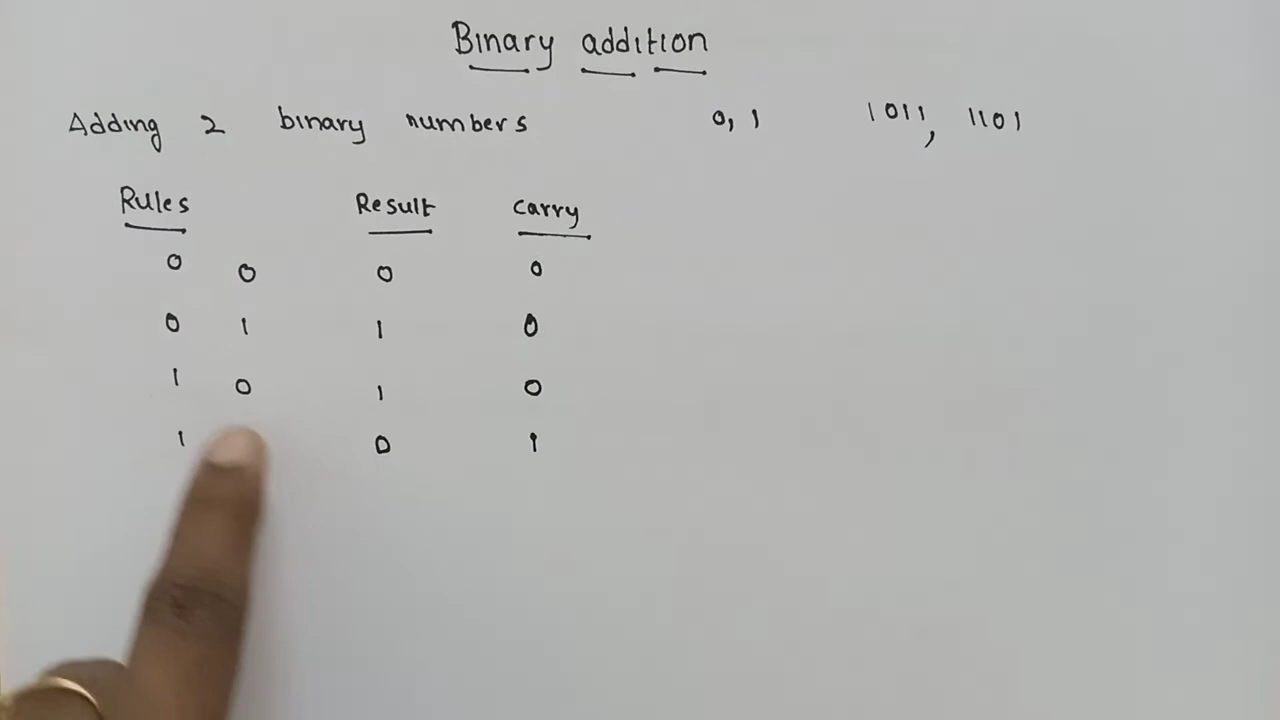 Binary addition
Adding 2 binary numbers 0, 1 1011, 1101
Rules Result carry
0 0 0 0
0 1 1 0
1 0 1 0
1 0 1